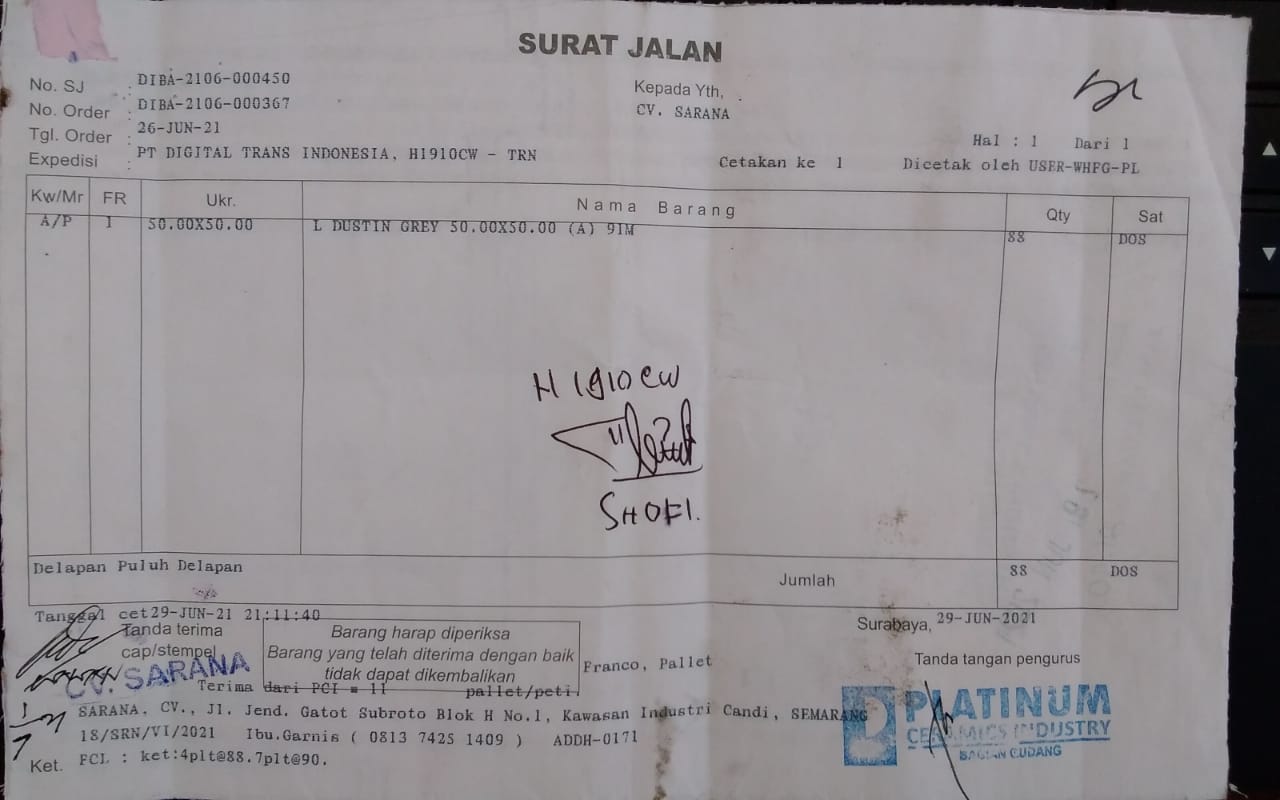 SURAT JALAN
No. SJ : DIBA-2106-000450
Kepada Yth,
No. Order : DIBA-2106-000367
CV. SARANA
Tgl. Order : 26-JUN-21
Hal : 1 Dari 1
Expedisi : PT DIGITAL TRANS INDONESIA, H1910CW - TRN
Cetakan ke 1 Dicetak oleh USER-WHFG-PL
Kw/Mr FR Ukr. Nama Barang Qty Sat
A/P 1 50.00X50.00 L DUSTIN GREY 50.00X50.00 (A) 9IM 88 DOS
H1910CW
SHOFI.
Delapan Puluh Delapan Jumlah 88 DOS
Tanggal cet29-JUN-21 21:11:40
Surabaya, 29-JUN-2021
Tanda terima
cap/stempel
Barang harap diperiksa
Barang yang telah diterima dengan baik
tidak dapat dikembalikan
Franco, Pallet
Tanda tangan pengurus
CV. SARANA
Terima dari PCI = 11 pallet/peti.
PLATINUM
CERAMICS INDUSTRY
BAGIAN GUDANG
SARANA, CV., Jl. Jend. Gatot Subroto Blok H No.1, Kawasan Industri Candi, SEMARANG
18/SRN/VI/2021 Ibu.Garnis ( 0813 7425 1409 ) ADDH-0171
Ket. PCL : ket:4plt@88.7plt@90.